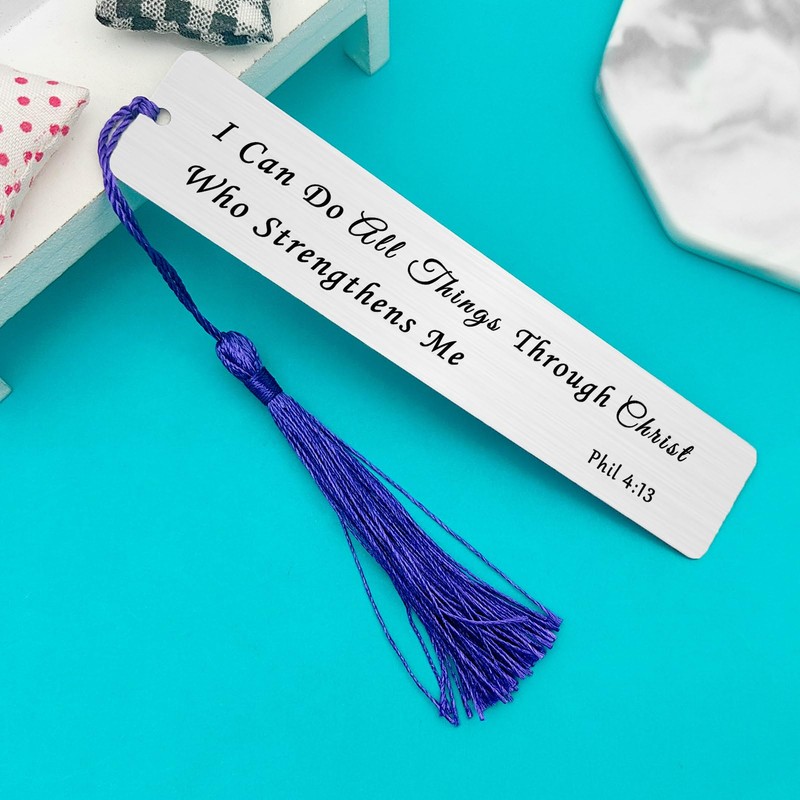 I Can Do All Things Through Christ
Who Strengthens Me
Phil 4:13